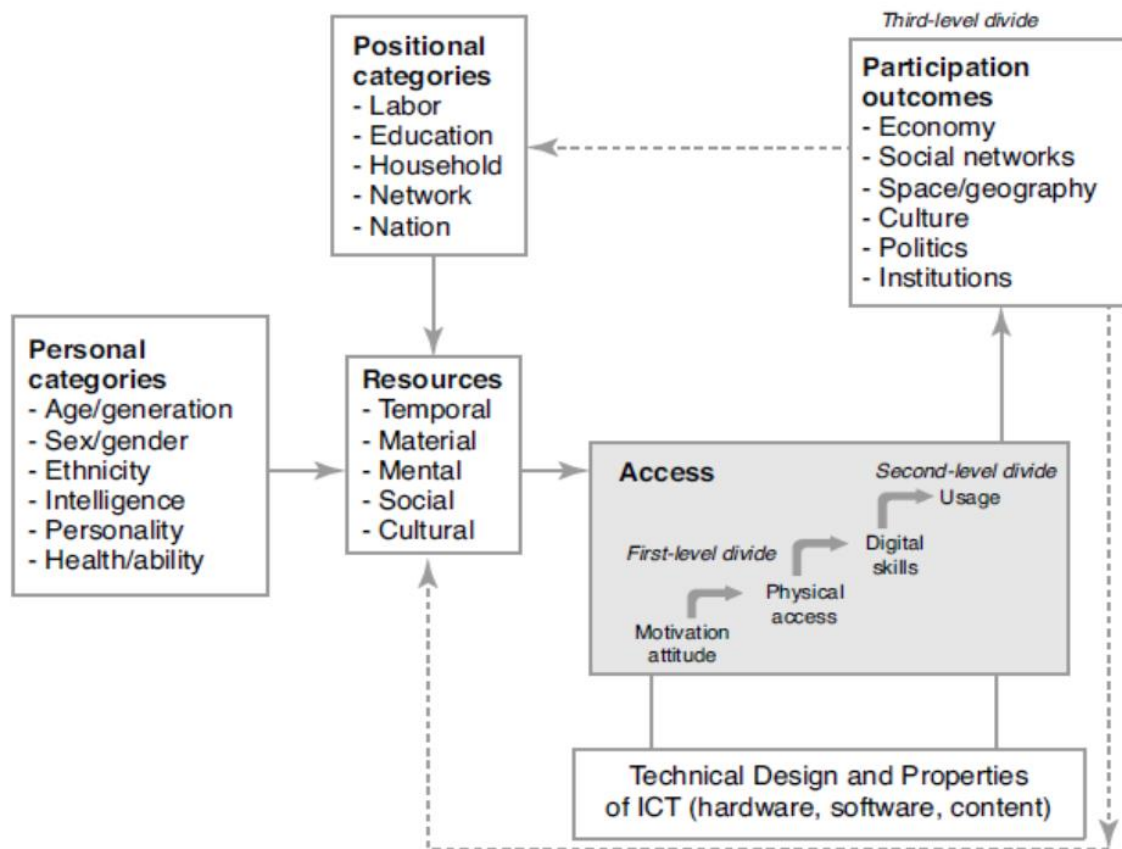 Positional
categories
- Labor
- Education
- Household
- Network
- Nation
Third-level divide
Participation
outcomes
- Economy
- Social networks
- Space/geography
- Culture
- Politics
- Institutions
Personal
categories
- Age/generation
- Sex/gender
- Ethnicity
- Intelligence
- Personality
- Health/ability
Resources
- Temporal
- Material
- Mental
- Social
- Cultural
Access
Second-level divide
Usage
Digital
skills
First-level divide
Physical
access
Motivation
attitude
Technical Design and Properties
of ICT (hardware, software, content)